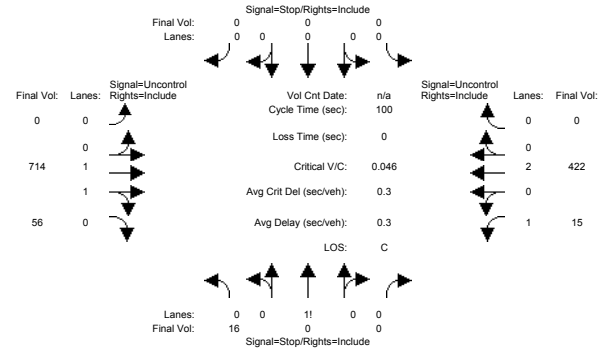 Signal=Stop/Rights=Include
Final Vol: 0 0 0
Lanes: 0 0 0 0 0
Signal=Uncontrol
Final Vol: Lanes: Rights=Include
Vol Cnt Date: n/a
Signal=Uncontrol
Rights=Include Lanes: Final Vol:
Cycle Time (sec): 100
0 0
0 0
Loss Time (sec): 0
0
0
714 1
Critical V/C: 0.046
2 422
1
Avg Crit Del (sec/veh): 0.3
0
56 0
Avg Delay (sec/veh): 0.3
1 15
LOS: C
Lanes: 0 0 1! 0 0
Final Vol: 16 0 0
Signal=Stop/Rights=Include